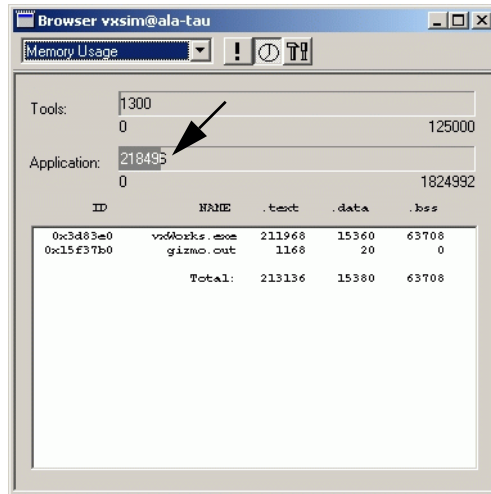 Browser vxsim@ala-tau
Memory Usage
Tools: 1300
0 125000
Application: 218496
0 1824992
ID NAME .text .data .bss
0x3d83e0 vxWorks.exe 211968 15360 63708
0x15f37b0 gizmo.out 1168 20 0
Total: 213136 15380 63708